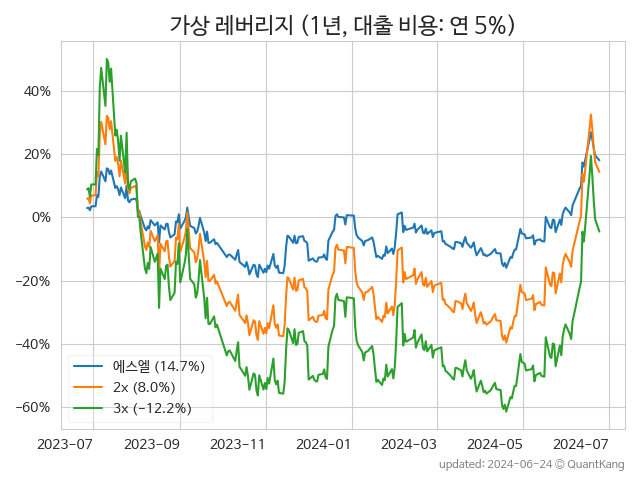 가상 레버리지 (1년, 대출 비용: 연 5%)
40%
20%
0%
−20%
−40%
−60%
에스엘 (14.7%)
2x (8.0%)
3x (−12.2%)
2023-07 2023-09 2023-11 2024-01 2024-03 2024-05 2024-07
updated: 2024-06-24 © QuantKang